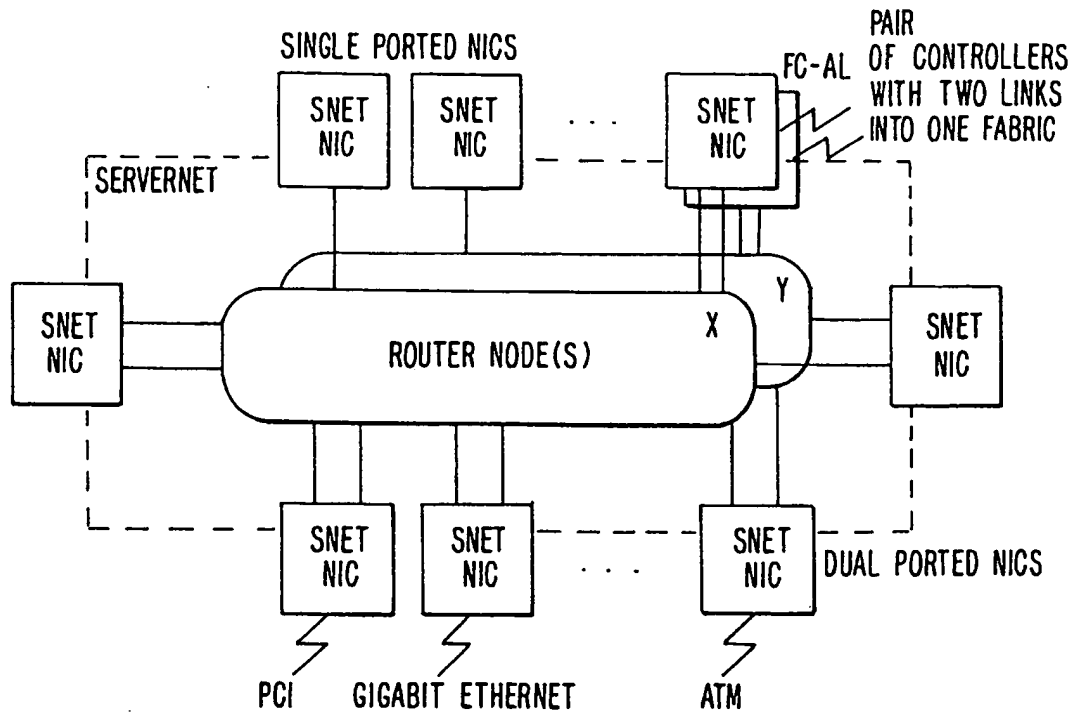 SINGLE PORTED NICS
PAIR
OF CONTROLLERS
WITH TWO LINKS
INTO ONE FABRIC
FC-AL
SNET
NIC
SNET
NIC
. . .
SNET
NIC
SERVERNET
SNET
NIC
ROUTER NODE(S)
X
Y
SNET
NIC
SNET
NIC
SNET
NIC
. . .
SNET
NIC
DUAL PORTED NICS
PCI
GIGABIT ETHERNET
ATM